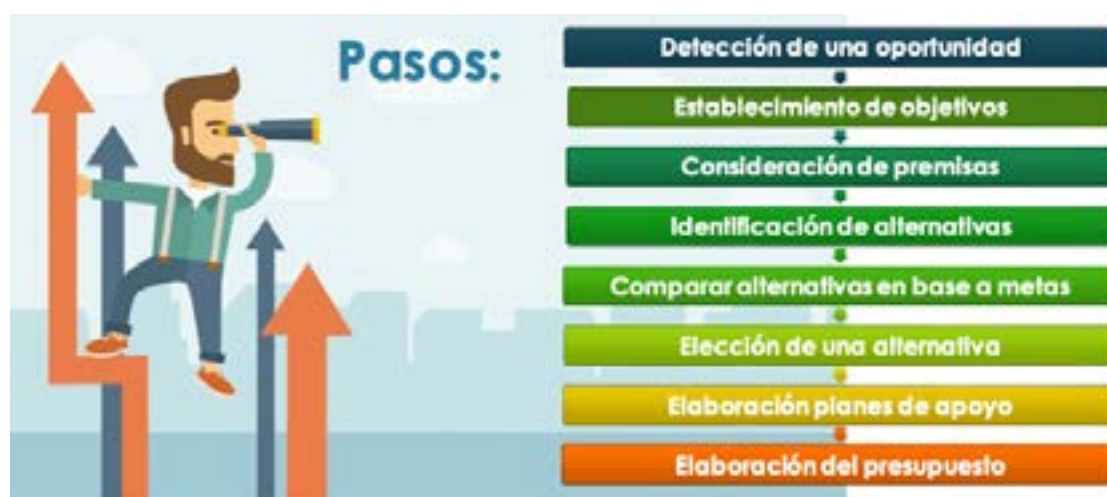 Pasos:
Detección de una oportunidad
Establecimiento de objetivos
Consideración de premisas
Identificación de alternativas
Comparar alternativas en base a metas
Elección de una alternativa
Elaboración planes de apoyo
Elaboración del presupuesto